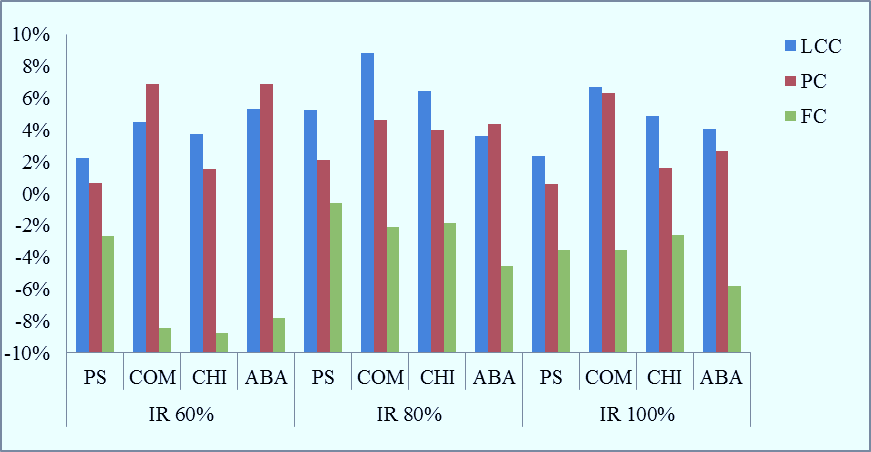 10%
8%
6%
4%
2%
0%
-2%
-4%
-6%
-8%
-10%
LCC
PC
FC
PS COM CHI ABA PS COM CHI ABA PS COM CHI ABA
IR 60% IR 80% IR 100%